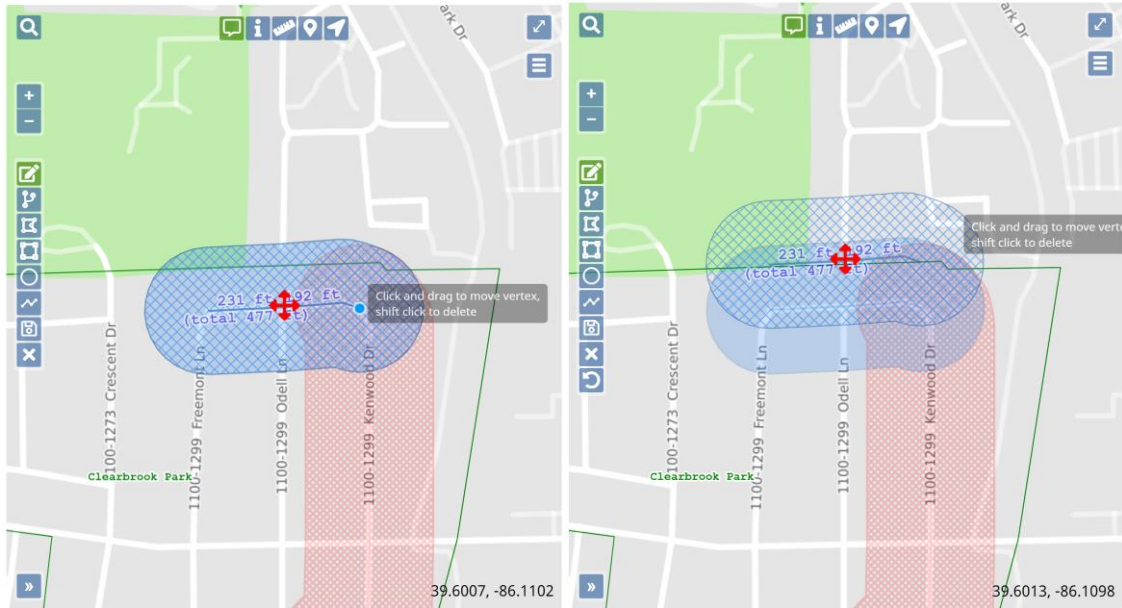 ark Dr
231 ft 92 ft
(total 477 ft)
Click and drag to move vertex,
shift click to delete
1100-1273 Crescent Dr
1100-1299 Freemont Ln
1100-1299 Odell Ln
1100-1299 Kenwood Dr
Clearbrook Park
39.6007, -86.1102
ark Dr
231 ft 92 ft
(total 477 ft)
Click and drag to move verte
shift click to delete
1100-1273 Crescent Dr
1100-1299 Freemont Ln
1100-1299 Odell Ln
1100-1299 Kenwood Dr
Clearbrook Park
39.6013, -86.1098